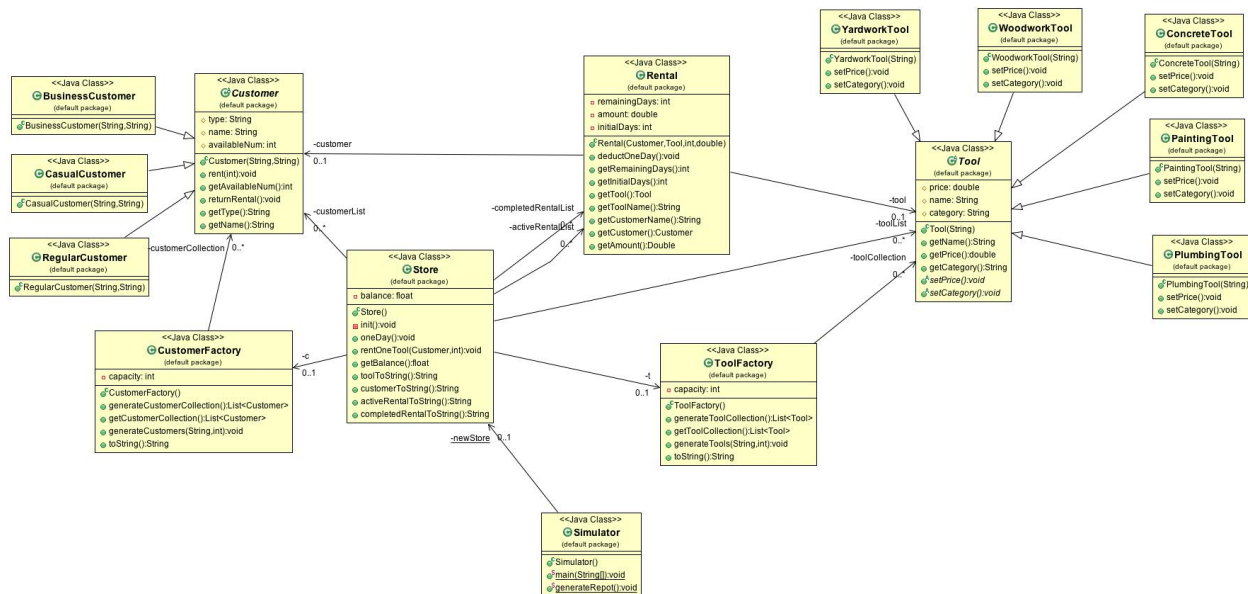 <<Java Class>>
YardworkTool
(default package)
YardworkTool(String)
setPrice():void
setCategory():void
<<Java Class>>
WoodworkTool
(default package)
WoodworkTool(String)
setPrice():void
setCategory():void
<<Java Class>>
ConcreteTool
(default package)
ConcreteTool(String)
setPrice():void
setCategory():void
<<Java Class>>
BusinessCustomer
(default package)
BusinessCustomer(String,String)
<<Java Class>>
CasualCustomer
(default package)
CasualCustomer(String,String)
<<Java Class>>
RegularCustomer
(default package)
RegularCustomer(String,String)
<<Java Class>>
Customer
(default package)
type: String
name: String
availableNum: int
Customer(String,String)
rent(int):void
getAvailableNum():int
returnRental():void
getType():String
getName():String
<<Java Class>>
Rental
(default package)
remainingDays: int
amount: double
initialDays: int
Rental(Customer,Tool,int,double)
deductOneDay():void
getRemainingDays():int
getInitialDays():int
getTool():Tool
getToolName():String
getCustomerName():String
getCustomer():Customer
getAmount():Double
<<Java Class>>
Tool
(default package)
price: double
name: String
category: String
Tool(String)
getName():String
getPrice():double
getCategory():String
setPrice():void
setCategory():void
<<Java Class>>
PaintingTool
(default package)
PaintingTool(String)
setPrice():void
setCategory():void
<<Java Class>>
PlumbingTool
(default package)
PlumbingTool(String)
setPrice():void
setCategory():void
-customer
0..1
-customerList
0..*
-customerCollection
0..*
-completedRentalList
0..*
-activeRentalList
0..*
-tool
0..1
-toolList
0..*
-toolCollection
0..*
<<Java Class>>
Store
(default package)
balance: float
Store()
init():void
oneDay():void
rentOneTool(Customer,int):void
getBalance():float
toolToString():String
customerToString():String
activeRentalToString():String
completedRentalToString():String
-c
0..1
-t
0..1
-newStore
0..1
<<Java Class>>
CustomerFactory
(default package)
capacity: int
CustomerFactory()
generateCustomerCollection():List<Customer>
getCustomerCollection():List<Customer>
generateCustomers(String,int):void
toString():String
<<Java Class>>
ToolFactory
(default package)
capacity: int
ToolFactory()
generateToolCollection():List<Tool>
getToolCollection():List<Tool>
generateTools(String,int):void
toString():String
<<Java Class>>
Simulator
(default package)
Simulator()
main(String[]):void
generateRepot():void